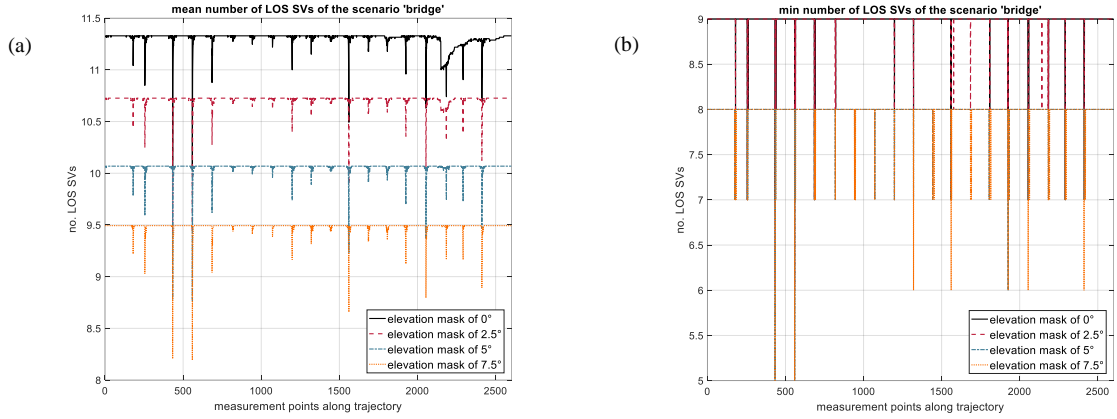 (a)
mean number of LOS SVs of the scenario 'bridge'
no. LOS SVs
11.5
11
10.5
10
9.5
9
8.5
8
0
500
1000
1500
2000
2500
measurement points along trajectory
elevation mask of 0°
elevation mask of 2.5°
elevation mask of 5°
elevation mask of 7.5°
(b)
min number of LOS SVs of the scenario 'bridge'
no. LOS SVs
9
8.5
8
7.5
7
6.5
6
5.5
5
0
500
1000
1500
2000
2500
measurement points along trajectory
elevation mask of 0°
elevation mask of 2.5°
elevation mask of 5°
elevation mask of 7.5°